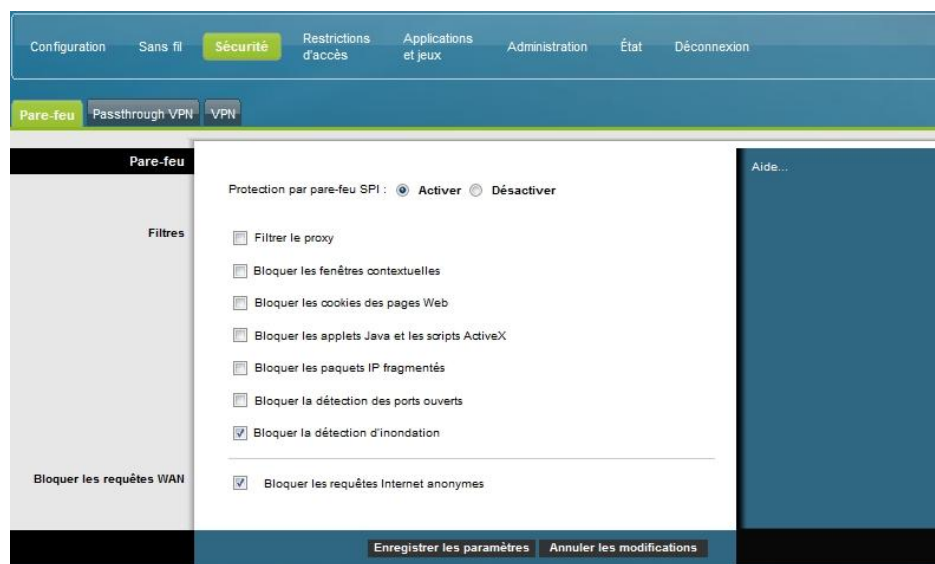 Configuration
Sans fil
Sécurité
Restrictions
d'accès
Applications
et jeux
Administration
État
Déconnexion
Pare-feu
Passthrough VPN
VPN
Pare-feu
Aide...
Protection par pare-feu SPI : Activer Désactiver
Filtres
Filtrer le proxy
Bloquer les fenêtres contextuelles
Bloquer les cookies des pages Web
Bloquer les applets Java et les scripts ActiveX
Bloquer les paquets IP fragmentés
Bloquer la détection des ports ouverts
Bloquer la détection d'inondation
Bloquer les requêtes WAN
Bloquer les requêtes Internet anonymes
Enregistrer les paramètres
Annuler les modifications